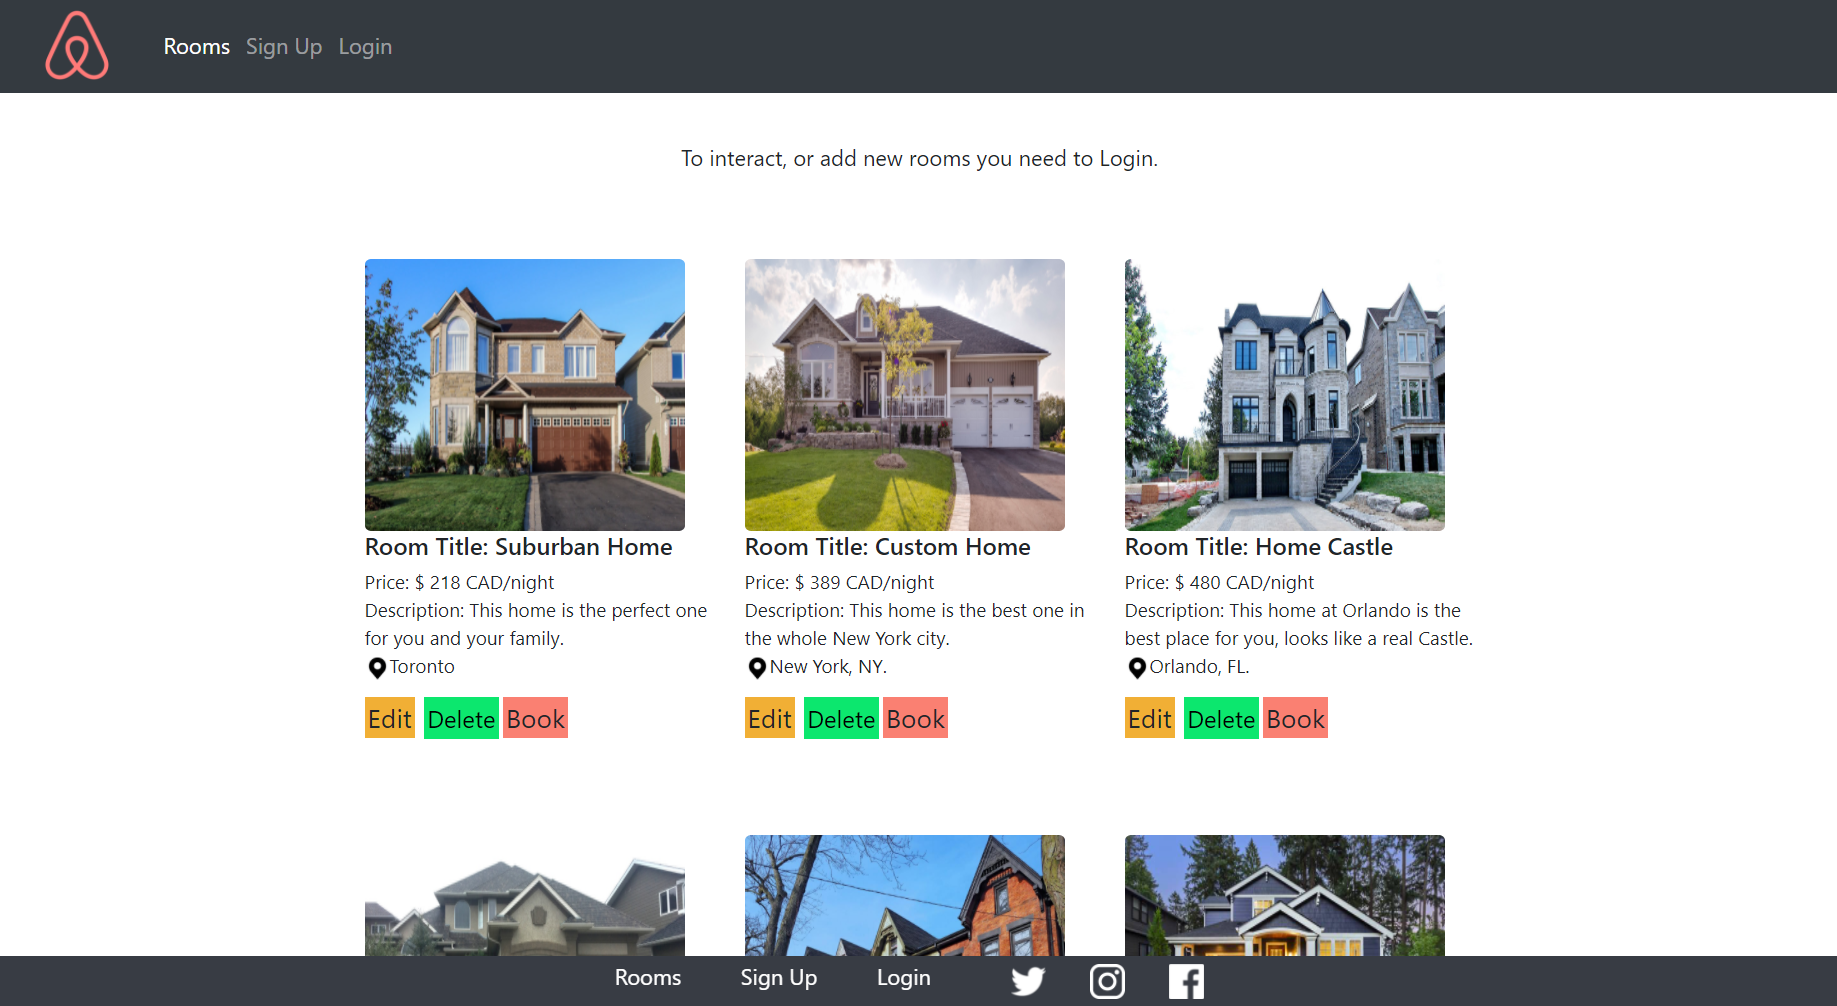 Rooms Sign Up Login
To interact, or add new rooms you need to Login.
Room Title: Suburban Home
Price: $ 218 CAD/night
Description: This home is the perfect one
for you and your family.
Toronto
Edit Delete Book
Room Title: Custom Home
Price: $ 389 CAD/night
Description: This home is the best one in
the whole New York city.
New York, NY.
Edit Delete Book
Room Title: Home Castle
Price: $ 480 CAD/night
Description: This home at Orlando is the
best place for you, looks like a real Castle.
Orlando, FL.
Edit Delete Book
Rooms Sign Up Login